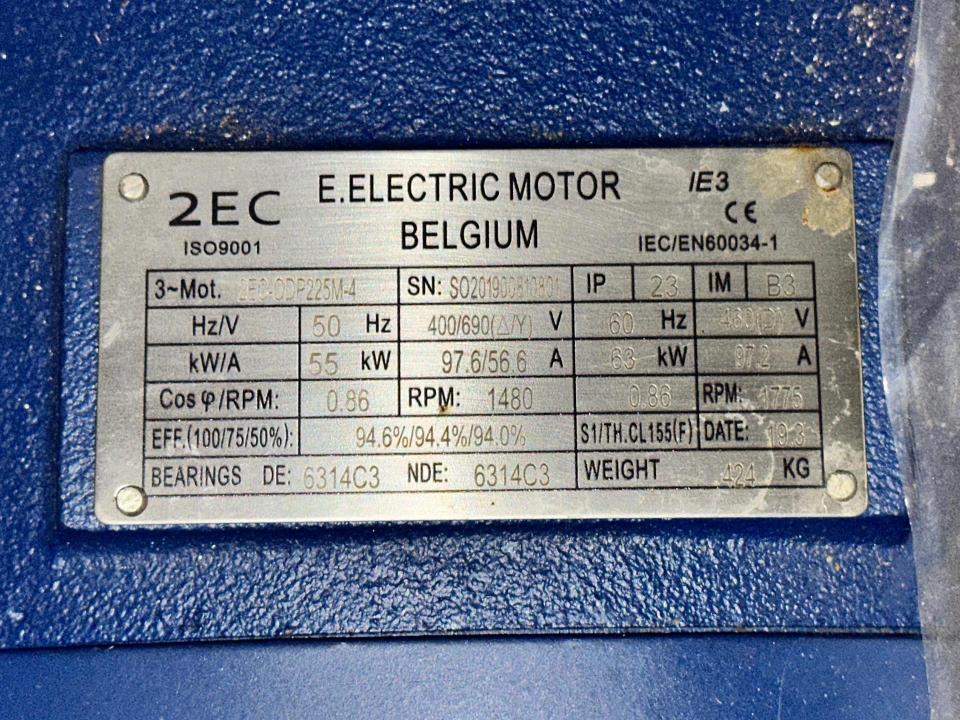 2EC E.ELECTRIC MOTOR IE3
CE
ISO9001 BELGIUM IEC/EN60034-1
3~Mot. 2EC-ODP225M-4 SN: IP 23 IM B3
Hz/V 50 Hz 400/690(△/Y) V 60 Hz 460(D) V
kW/A 55 kW 97.6/56.6 A 63 kW 97.2 A
Cos φ/RPM: 0.86 RPM: 1480 0.86 RPM: 1775
EFF.(100/75/50%): 94.6%/94.4%/94.0% S1/TH.CL155(F) DATE: 19.3
BEARINGS DE: 6314C3 NDE: 6314C3 WEIGHT 424 KG